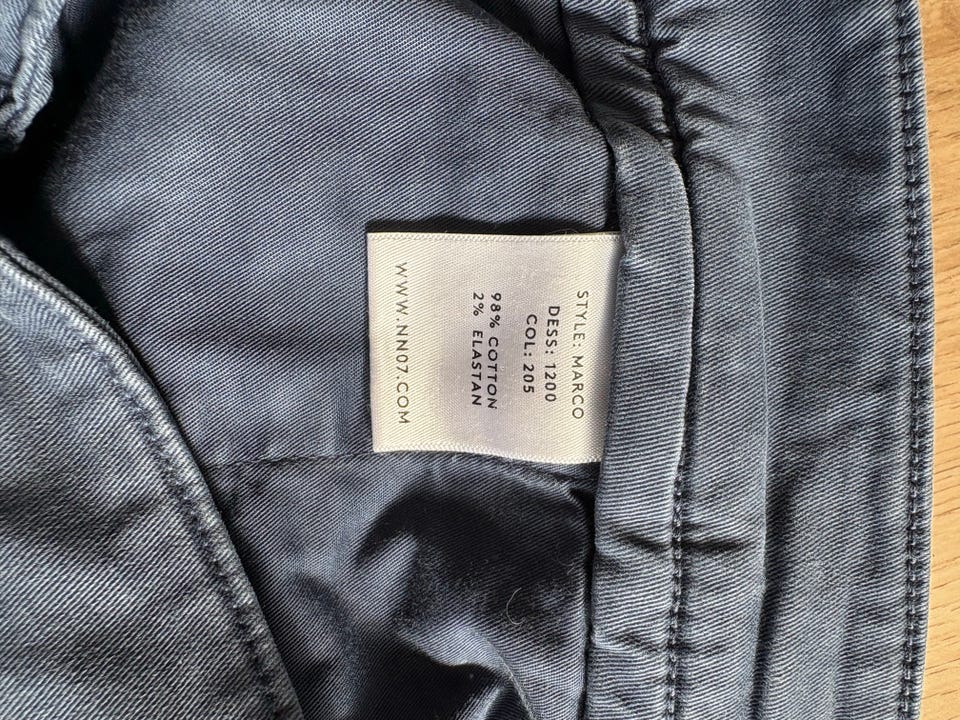 STYLE: MARCO
DESS: 1200
COL: 205
98% COTTON
2% ELASTAN
WWW.NN07.COM